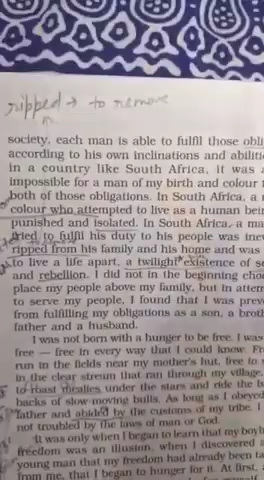 ripped → to remove
society, each man is able to fulfil those obli
according to his own inclinations and abiliti
in a country like South Africa, it was a
impossible for a man of my birth and colour t
both of those obligations. In South Africa, a
colour who attempted to live as a human bein
punished and isolated. In South Africa, a ma
tried to fulfil his duty to his people was inev
ripped from his family and his home and was
to live a life apart, a twilight existence of se
and rebellion. I did not in the beginning choo
place my people above my family, but in attem
to serve my people, I found that I was preve
from fulfilling my obligations as a son, a broth
father and a husband.
I was not born with a hunger to be free. I was
free — free in every way that I could know. Fr
run in the fields near my mother's hut, free to
in the clear stream that ran through my village,
to roast mealies under the stars and ride the b
backs of slow-moving bulls. As long as I obeyed
father and abided by the customs of my tribe, I
not troubled by the laws of man or God.
It was only when I began to learn that my boyh
freedom was an illusion, when I discovered a
young man that my freedom had already been ta
from me, that I began to hunger for it. At first,